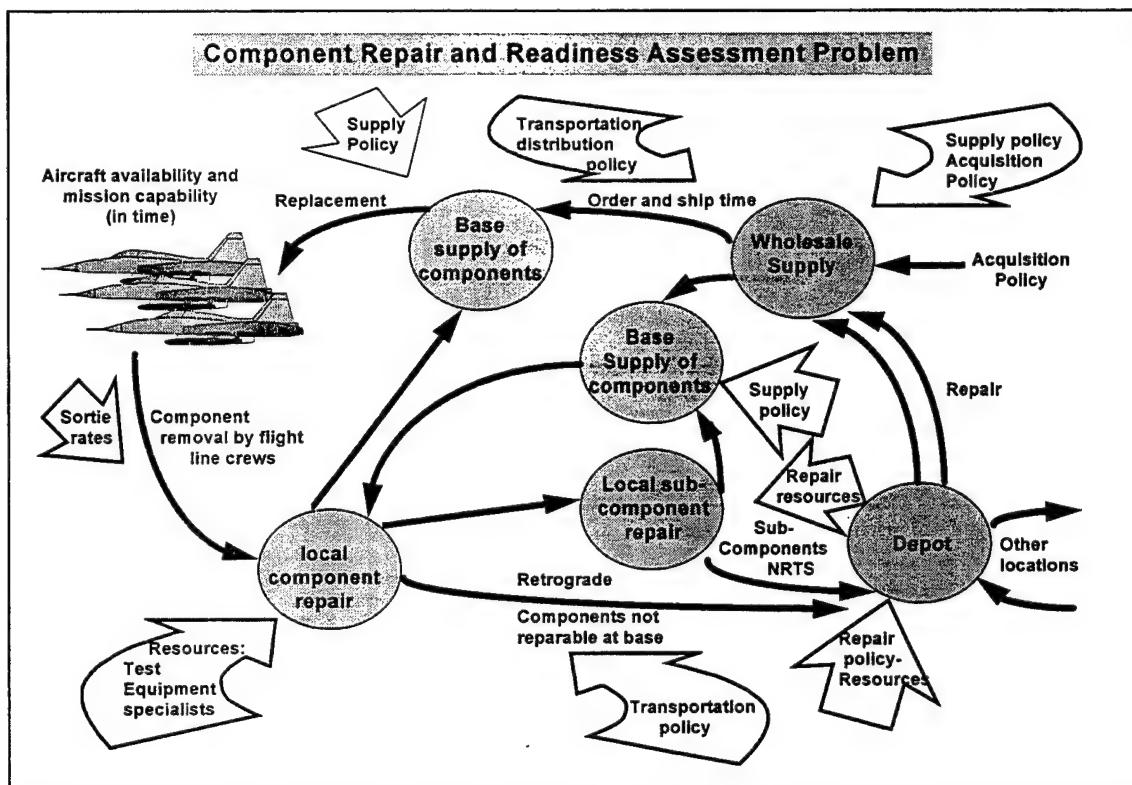 Component Repair and Readiness Assessment Problem
Supply
Policy
Transportation
distribution
policy
Supply policy
Acquisition
Policy
Aircraft availability and
mission capability
(in time)
Replacement
Base
supply of
components
Order and ship time
Wholesale
Supply
Acquisition
Policy
Base
Supply of
components
Supply
policy
Repair
Sortie
rates
Component
removal by flight
line crews
Local sub-
component
repair
Repair
resources
Depot
Other
locations
Sub-
Components
NRTS
local
component
repair
Retrograde
Components not
reparable at base
Resources:
Test
Equipment
specialists
Transportation
policy
Repair
policy-
Resources